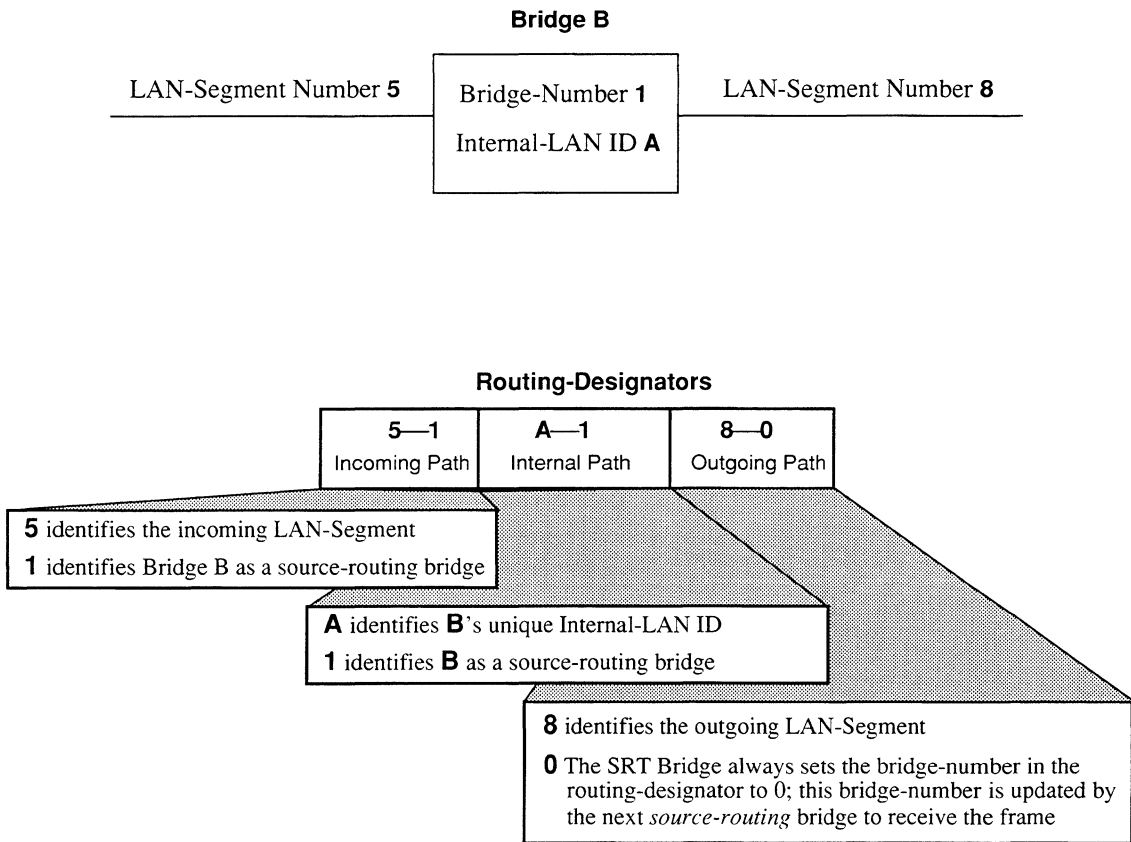 Bridge B
LAN-Segment Number 5
Bridge-Number 1
Internal-LAN ID A
LAN-Segment Number 8
Routing-Designators
5—1
Incoming Path
A—1
Internal Path
8—0
Outgoing Path
5 identifies the incoming LAN-Segment
1 identifies Bridge B as a source-routing bridge
A identifies B's unique Internal-LAN ID
1 identifies B as a source-routing bridge
8 identifies the outgoing LAN-Segment
0 The SRT Bridge always sets the bridge-number in the
routing-designator to 0; this bridge-number is updated by
the next source-routing bridge to receive the frame